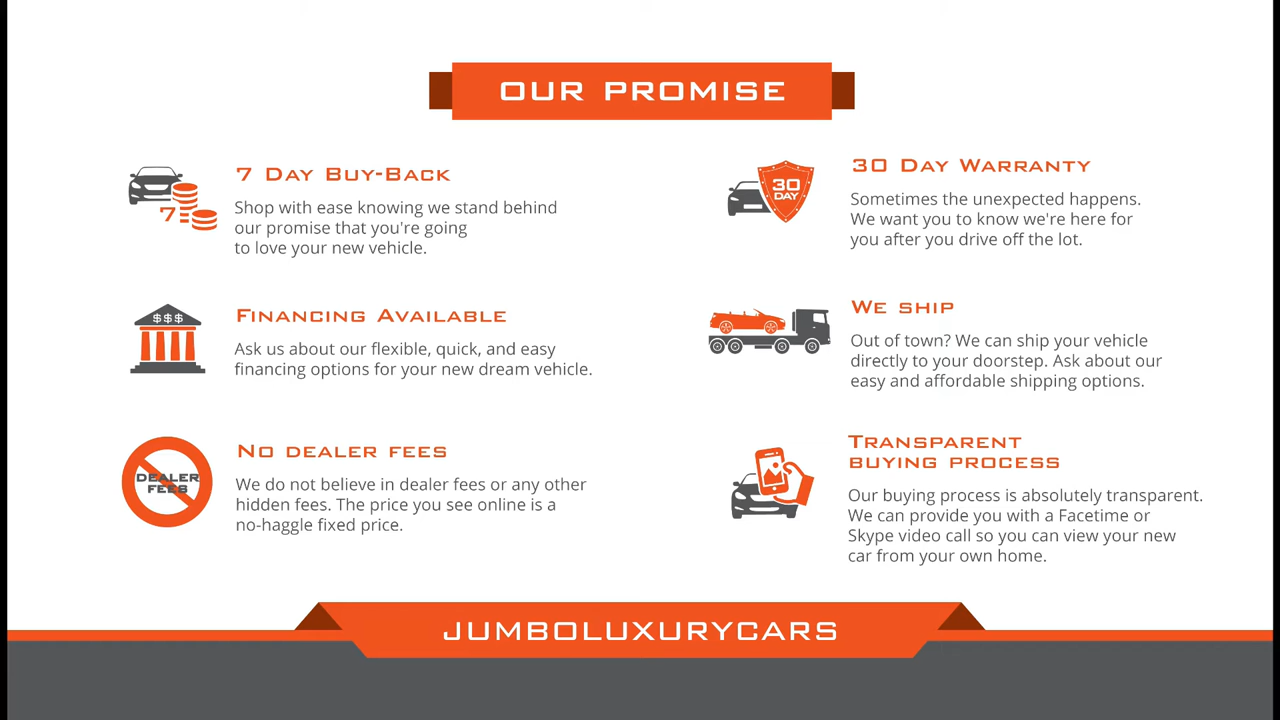 OUR PROMISE
7 DAY BUY-BACK
Shop with ease knowing we stand behind
our promise that you're going
to love your new vehicle.
7
30 DAY WARRANTY
Sometimes the unexpected happens.
We want you to know we're here for
you after you drive off the lot.
30
DAY
FINANCING AVAILABLE
Ask us about our flexible, quick, and easy
financing options for your new dream vehicle.
$$$
WE SHIP
Out of town? We can ship your vehicle
directly to your doorstep. Ask about our
easy and affordable shipping options.
NO DEALER FEES
We do not believe in dealer fees or any other
hidden fees. The price you see online is a
no-haggle fixed price.
DEALER
FEES
TRANSPARENT
BUYING PROCESS
Our buying process is absolutely transparent.
We can provide you with a Facetime or
Skype video call so you can view your new
car from your own home.
JUMBOLUXURYCARS